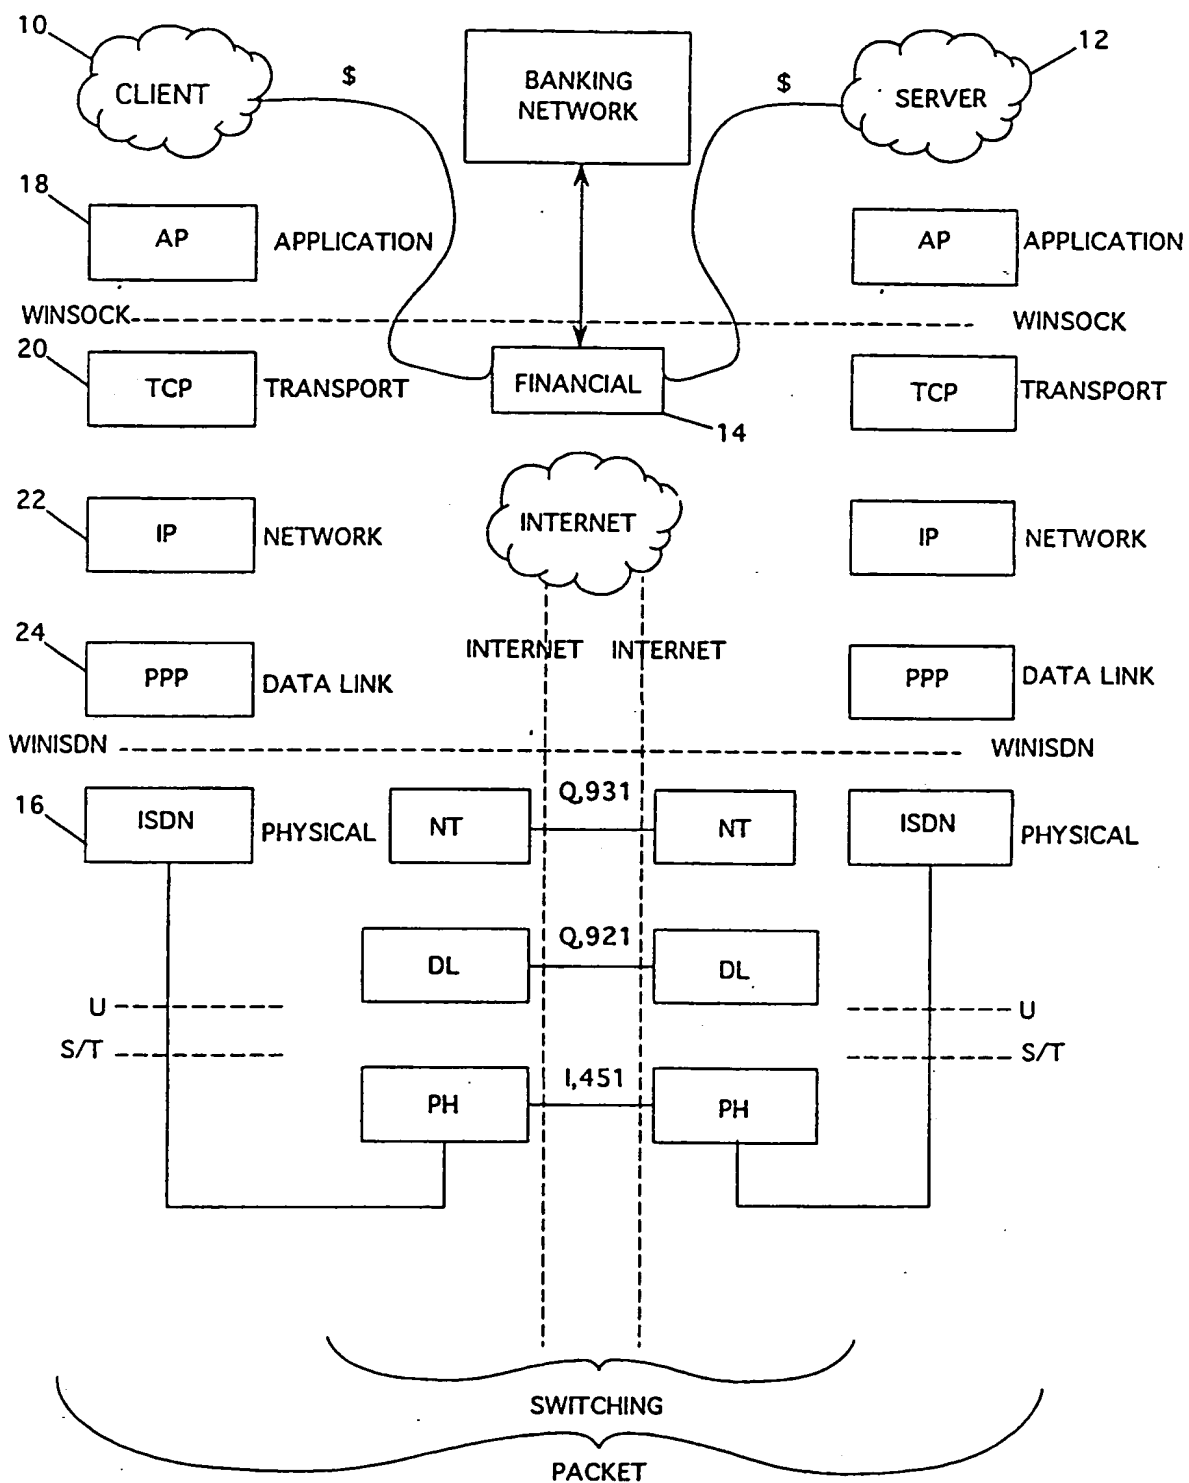 10
12
CLIENT
$
BANKING
NETWORK
$
SERVER
18
AP
APPLICATION
AP
APPLICATION
WINSOCK
WINSOCK
20
TCP
TRANSPORT
FINANCIAL
TCP
TRANSPORT
14
22
IP
NETWORK
INTERNET
IP
NETWORK
24
INTERNET
INTERNET
PPP
DATA LINK
PPP
DATA LINK
WINISDN
WINISDN
16
ISDN
PHYSICAL
NT
Q,931
NT
ISDN
PHYSICAL
DL
Q,921
DL
U
U
S/T
S/T
PH
I,451
PH
SWITCHING
PACKET